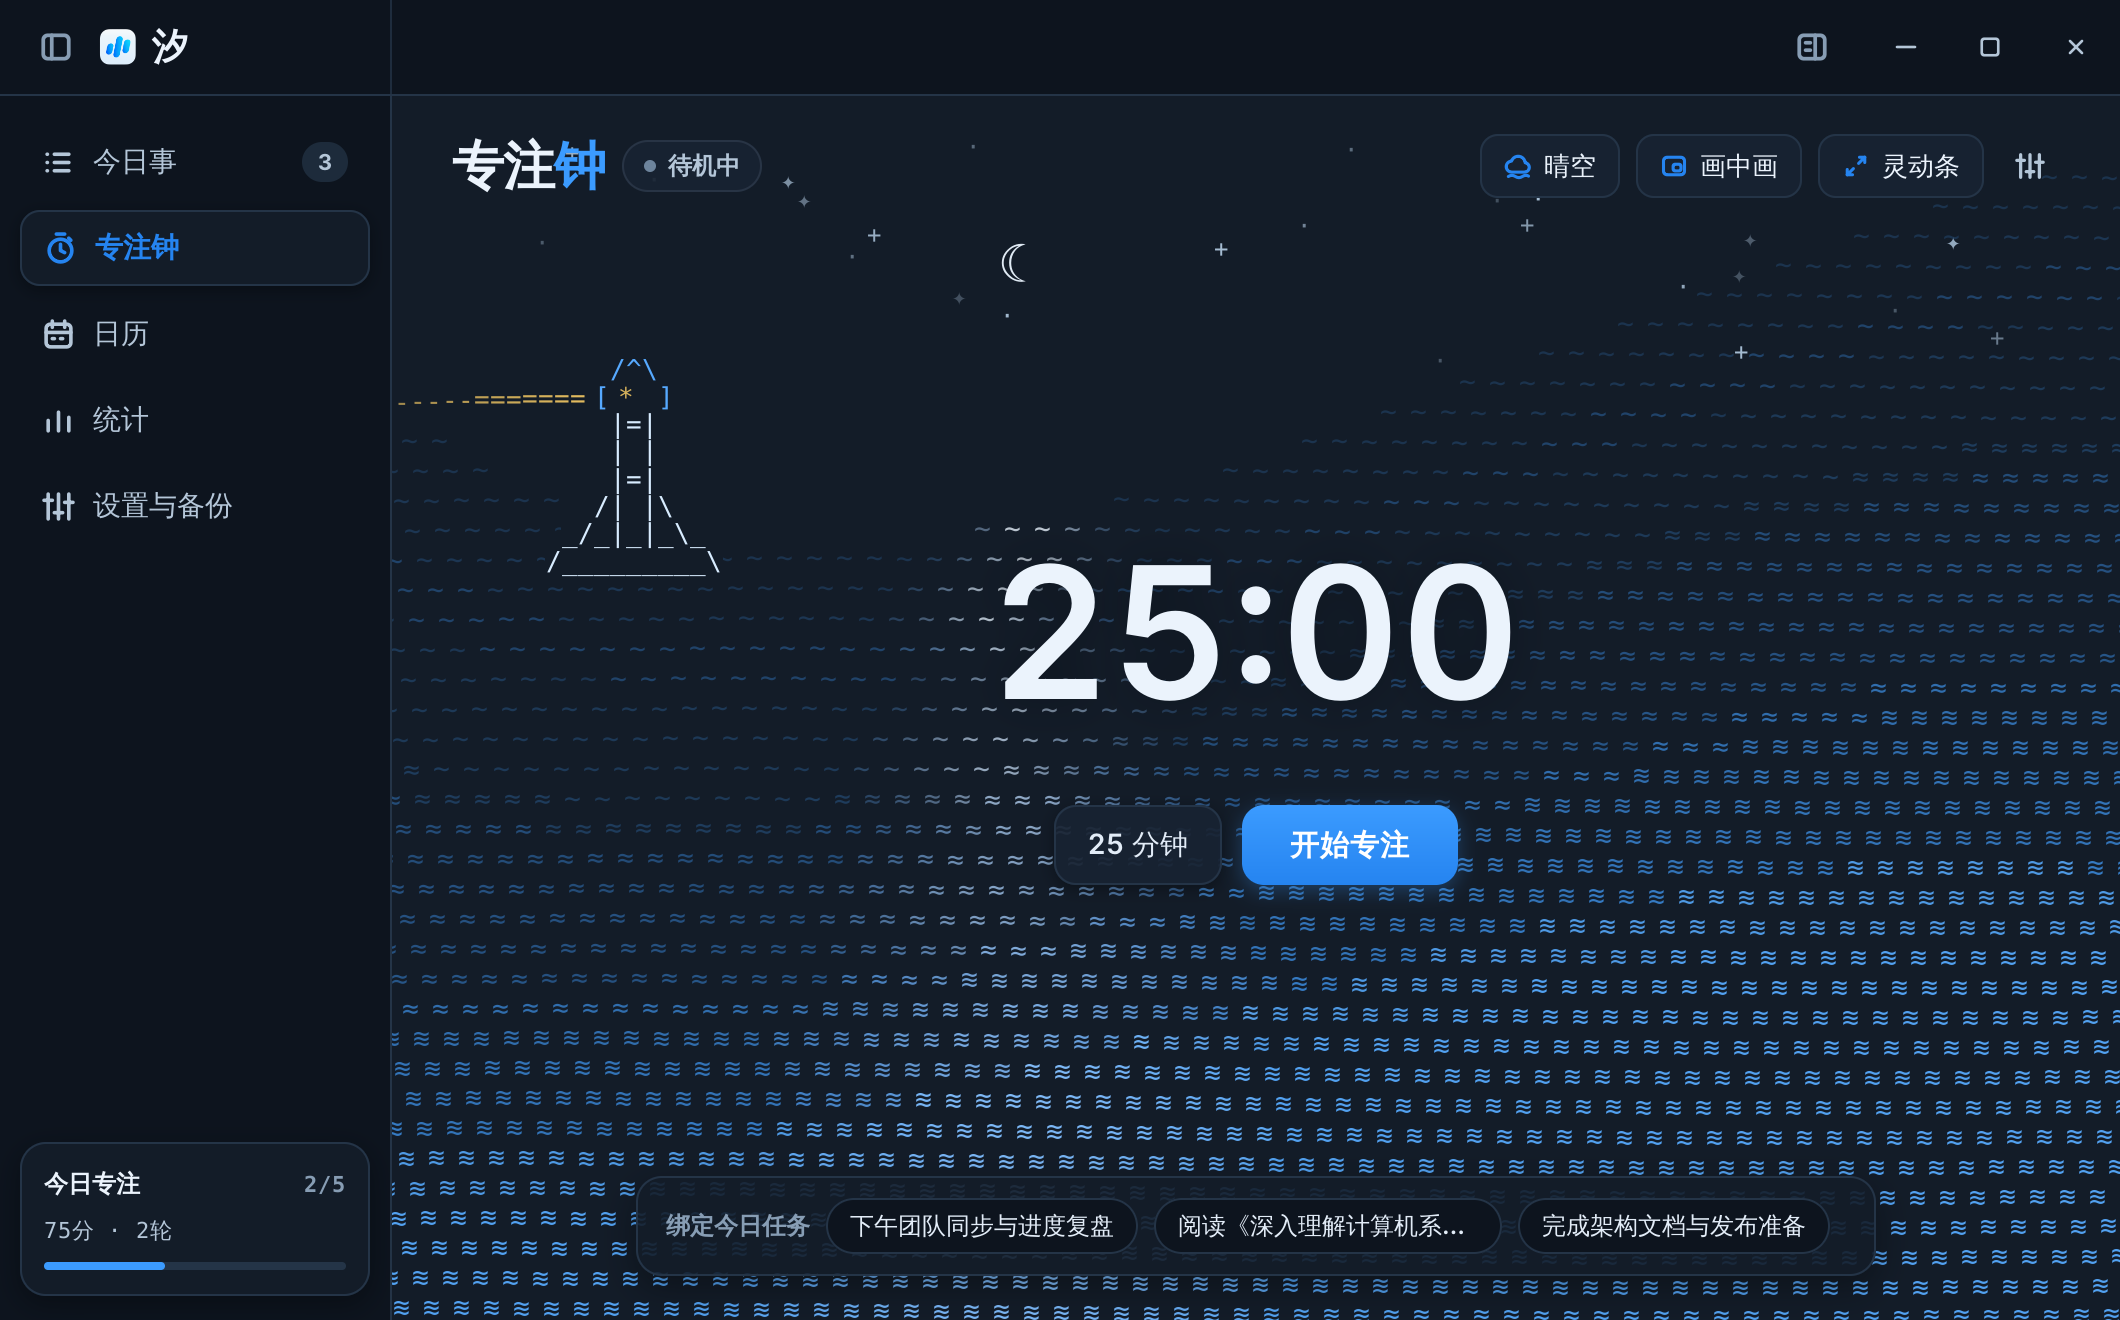 汐
今日事
3
专注钟
日历
统计
设置与备份
今日专注
2/5
75分 · 2轮
专注钟
待机中
晴空
画中画
灵动条
25:00
25 分钟
开始专注
绑定今日任务
下午团队同步与进度复盘
阅读《深入理解计算机系...
完成架构文档与发布准备